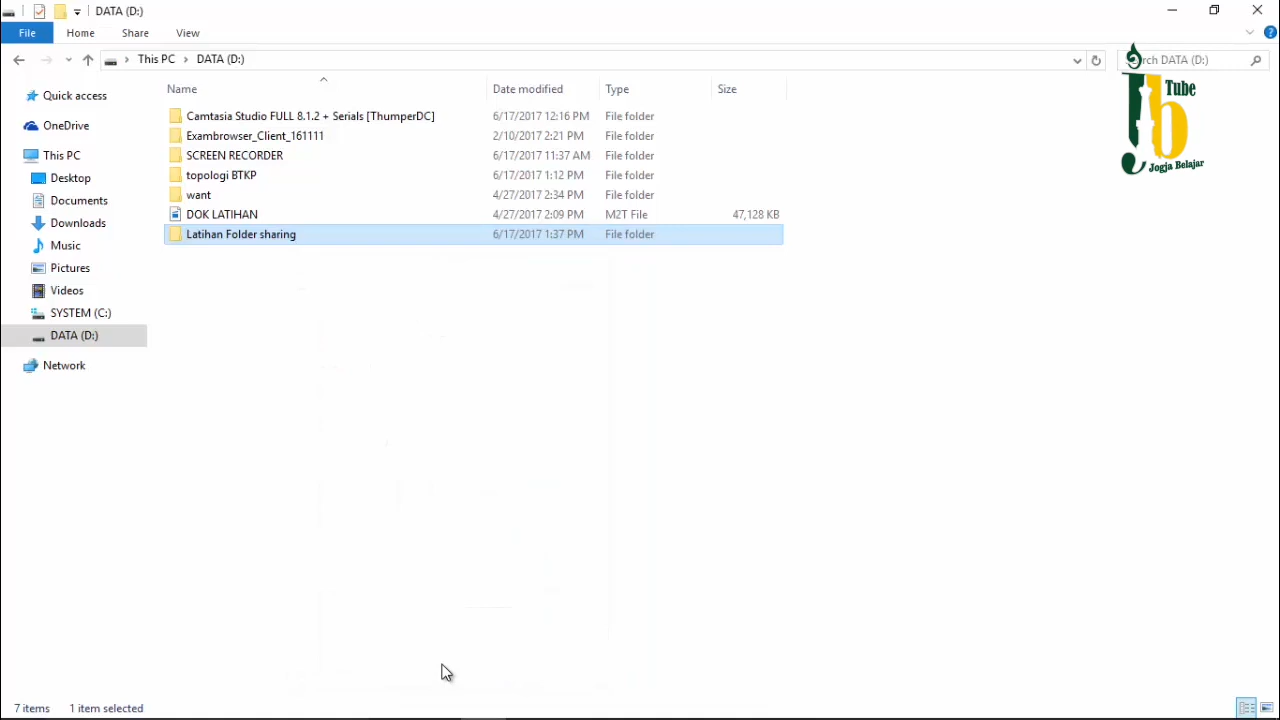 DATA (D:)
File Home Share View
This PC DATA (D:)
rch DATA (D:)
Tube
Jogja Belajar
Name Date modified Type Size
Quick access
OneDrive
This PC
Desktop
Documents
Downloads
Music
Pictures
Videos
SYSTEM (C:)
DATA (D:)
Network
Camtasia Studio FULL 8.1.2 + Serials [ThumperDC] 6/17/2017 12:16 PM File folder
Exambrowser_Client_161111 2/10/2017 2:21 PM File folder
SCREEN RECORDER 6/17/2017 11:37 AM File folder
topologi BTKP 6/17/2017 1:12 PM File folder
want 4/27/2017 2:34 PM File folder
DOK LATIHAN 4/27/2017 2:09 PM M2T File 47,128 KB
Latihan Folder sharing 6/17/2017 1:37 PM File folder
7 items 1 item selected